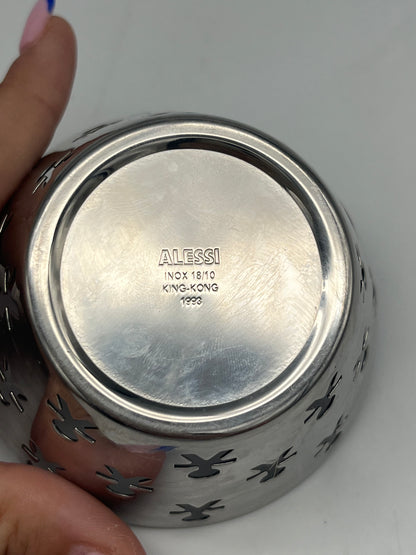 ALESSI
INOX 18/10
KING-KONG
1993